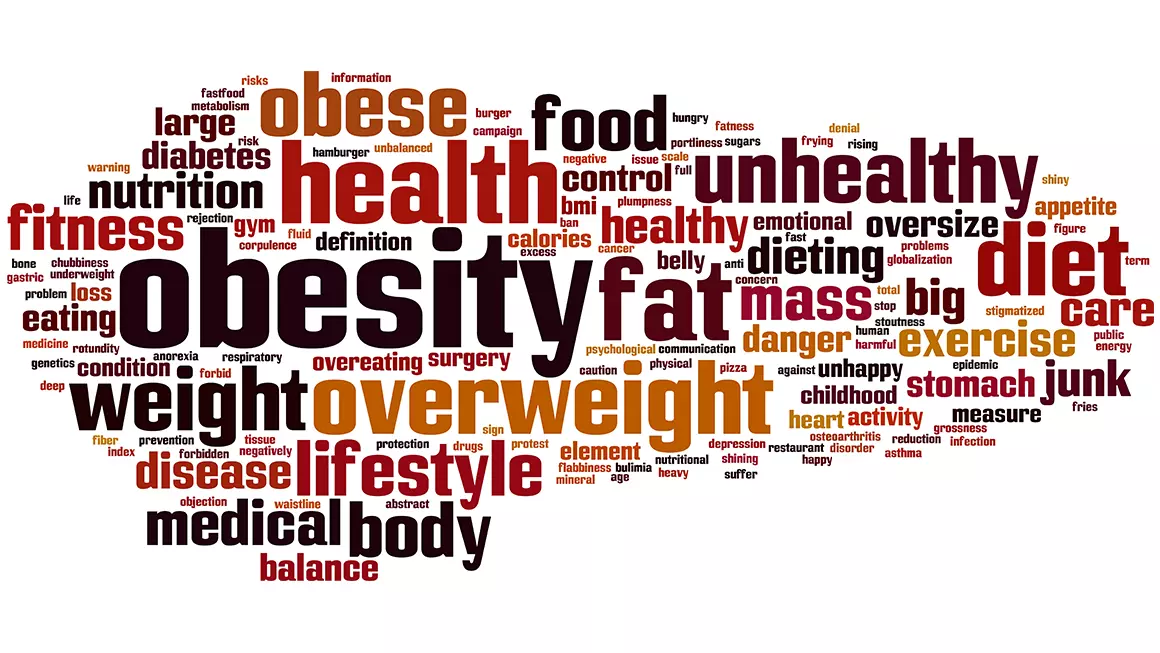 risks
information
fastfood
metabolism
obese
burger
campaign
food
hungry
fatness
denial
large
risk
hamburger
unbalanced
portliness
sugars
frying
rising
diabetes
warning
health
negative
issue
scale
full
unhealthy
shiny
nutrition
control
life
rejection
gym
bmi
plumpness
ban
appetite
fitness
corpulence
fluid
definition
calories
healthy
emotional
oversize
figure
cancer
fast
problems
globalization
diet
term
bone
gastric
chubbiness
underweight
obesity
excess
fat
belly
anti
dieting
concern
problem
loss
mass
total
stop
big
stigmatized
care
eating
stoutness
medicine
rotundity
genetics
condition
anorexia
respiratory
overeating
surgery
psychological
communication
danger
human
harmful
exercise
public
energy
deep
forbid
weight
overweight
caution
physical
pizza
against
unhappy
epidemic
childhood
stomach
junk
fries
heart
activity
measure
grossness
infection
fiber
index
prevention
forbidden
tissue
negatively
sign
protection
drugs
protest
element
depression
shining
restaurant
osteoarthritis
disorder
reduction
asthma
happy
disease
lifestyle
flabbiness
bulimia
nutritional
mineral
age
heavy
suffer
objection
waistline
abstract
medical
body
balance